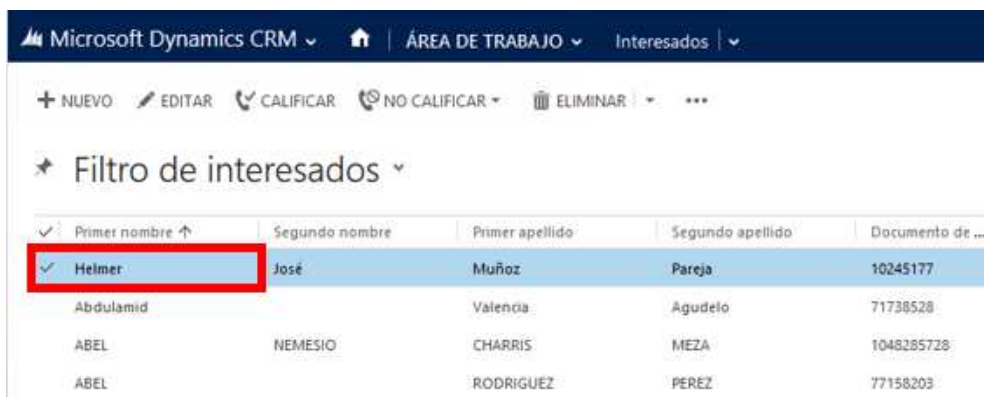 Microsoft Dynamics CRM ÁREA DE TRABAJO Interesados
NUEVO EDITAR CALIFICAR NO CALIFICAR ELIMINAR ...
Filtro de interesados
Primer nombre ↑ Segundo nombre Primer apellido Segundo apellido Documento de ...
Helmer José Muñoz Pareja 10245177
Abdulamid Valencia Agudelo 71738528
ABEL NEMESIO CHARRIS MEZA 1048285728
ABEL RODRIGUEZ PEREZ 77158203